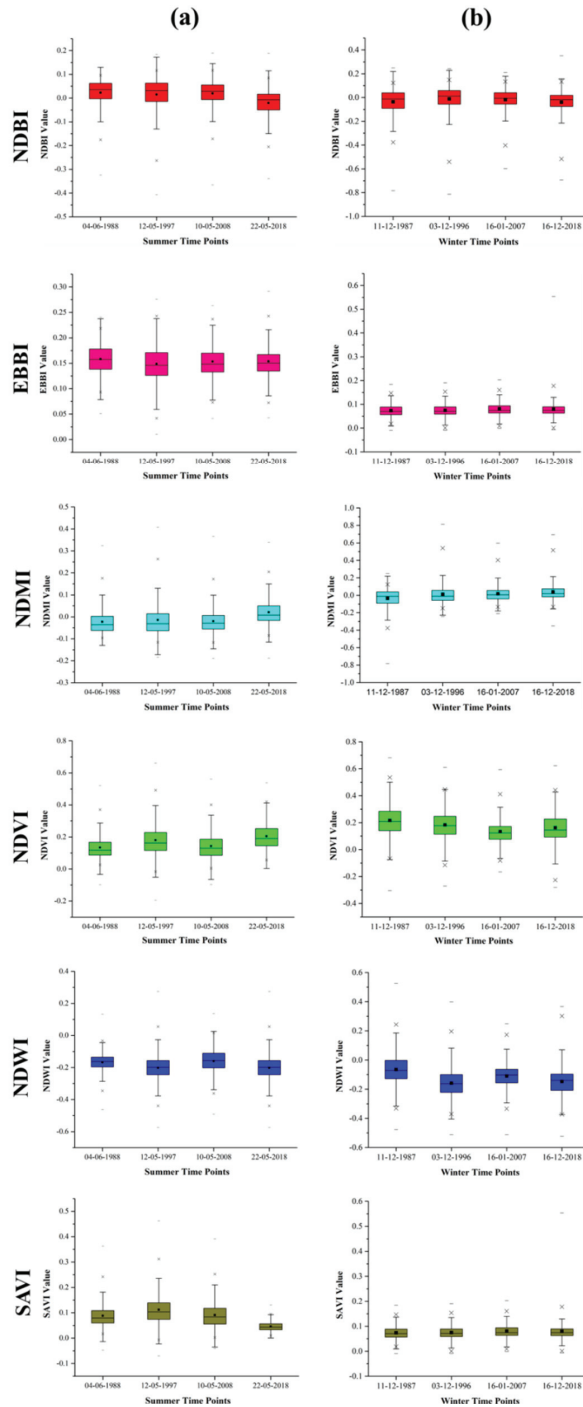 (a)
(b)
NDBI
NDBI Value
0.2
0.1
0.0
-0.1
-0.2
-0.3
-0.4
-0.5
04-06-1988 12-05-1997 10-05-2008 22-05-2018
Summer Time Points
NDBI Value
0.4
0.2
0.0
-0.2
-0.4
-0.6
-0.8
-1.0
11-12-1987 03-12-1996 16-01-2007 16-12-2018
Winter Time Points
EBBI
EBBI Value
0.30
0.25
0.20
0.15
0.10
0.05
0.00
04-06-1988 12-05-1997 10-05-2008 22-05-2018
Summer Time Points
EBBI Value
0.6
0.5
0.4
0.3
0.2
0.1
0.0
-0.1
11-12-1987 03-12-1996 16-01-2007 16-12-2018
Winter Time Points
NDMI
NDMI Value
0.5
0.4
0.3
0.2
0.1
0.0
-0.1
-0.2
-0.3
04-06-1988 12-05-1997 10-05-2008 22-05-2018
Summer Time Points
NDMI Value
1.0
0.8
0.6
0.4
0.2
0.0
-0.2
-0.4
-0.6
-0.8
-1.0
11-12-1987 03-12-1996 16-01-2007 16-12-2018
Winter Time Points
NDVI
NDVI Value
0.8
0.6
0.4
0.2
0.0
-0.2
04-06-1988 12-05-1997 10-05-2008 22-05-2018
Summer Time Points
NDVI Value
0.8
0.6
0.4
0.2
0.0
-0.2
-0.4
11-12-1987 03-12-1996 16-01-2007 16-12-2018
Winter Time Points
NDWI
NDWI Value
0.4
0.2
-0.2
-0.4
04-06-1988 12-05-1997 10-05-2008 22-05-2018
Summer Time Points
NDWI Value
0.6
0.4
0.2
0.0
-0.2
-0.4
-0.6
11-12-1987 03-12-1996 16-01-2007 16-12-2018
Winter Time Points
SAVI
SAVI Value
0.5
0.4
0.3
0.2
0.1
0.0
-0.1
04-06-1988 12-05-1997 10-05-2008 22-05-2018
Summer Time Points
SAVI Value
0.6
0.5
0.4
0.3
0.2
0.1
0.0
-0.1
11-12-1987 03-12-1996 16-01-2007 16-12-2018
Winter Time Points